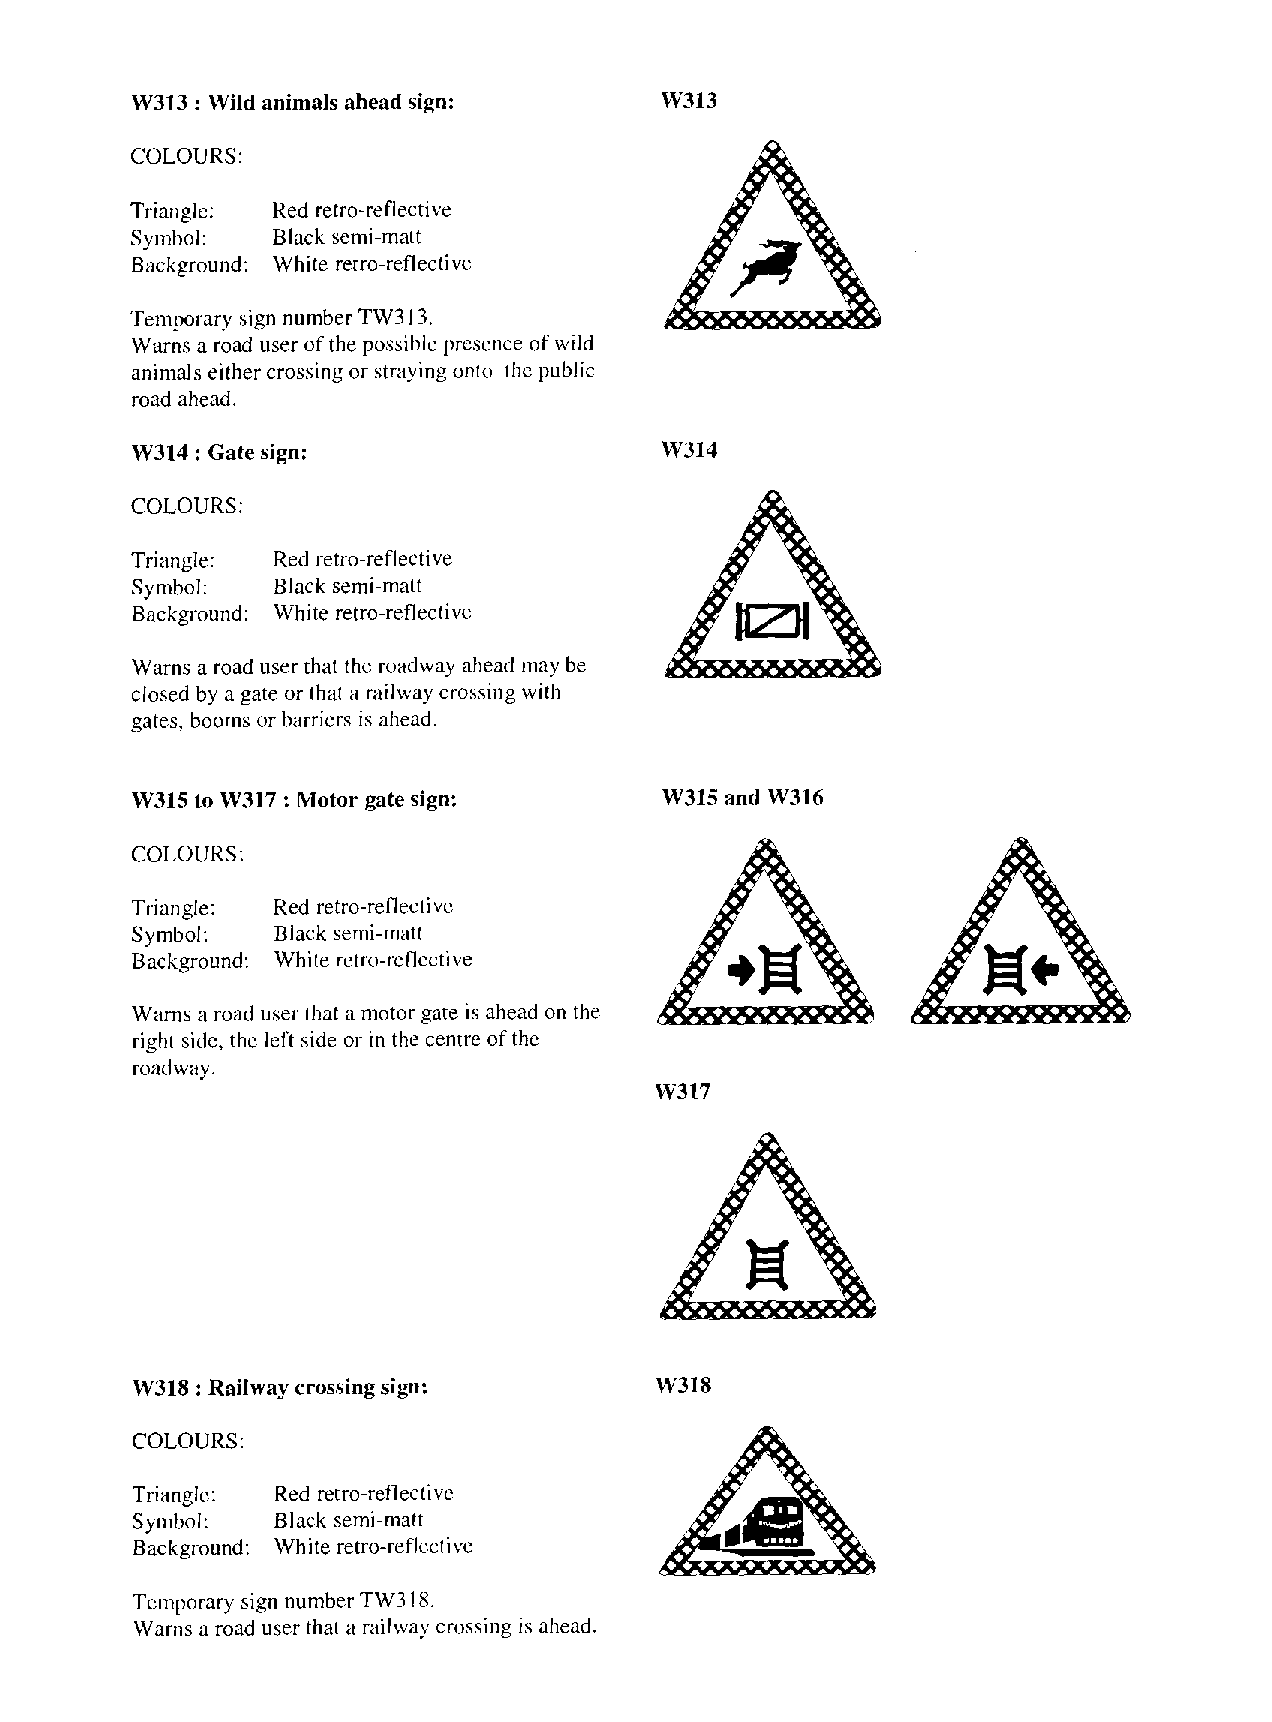 W313 : Wild animals ahead sign:
W313
COLOURS:
Triangle: Red retro-reflective
Symbol: Black semi-matt
Background: White retro-reflective
Temporary sign number TW313.
Warns a road user of the possible presence of wild
animals either crossing or straying onto the public
road ahead.
W314 : Gate sign:
W314
COLOURS:
Triangle: Red retro-reflective
Symbol: Black semi-matt
Background: White retro-reflective
Warns a road user that the roadway ahead may be
closed by a gate or that a railway crossing with
gates, booms or barriers is ahead.
W315 to W317 : Motor gate sign:
W315 and W316
COLOURS:
Triangle: Red retro-reflective
Symbol: Black semi-matt
Background: White retro-reflective
Warns a road user that a motor gate is ahead on the
right side, the left side or in the centre of the
roadway.
W317
W318 : Railway crossing sign:
W318
COLOURS:
Triangle: Red retro-reflective
Symbol: Black semi-matt
Background: White retro-reflective
Temporary sign number TW318.
Warns a road user that a railway crossing is ahead.